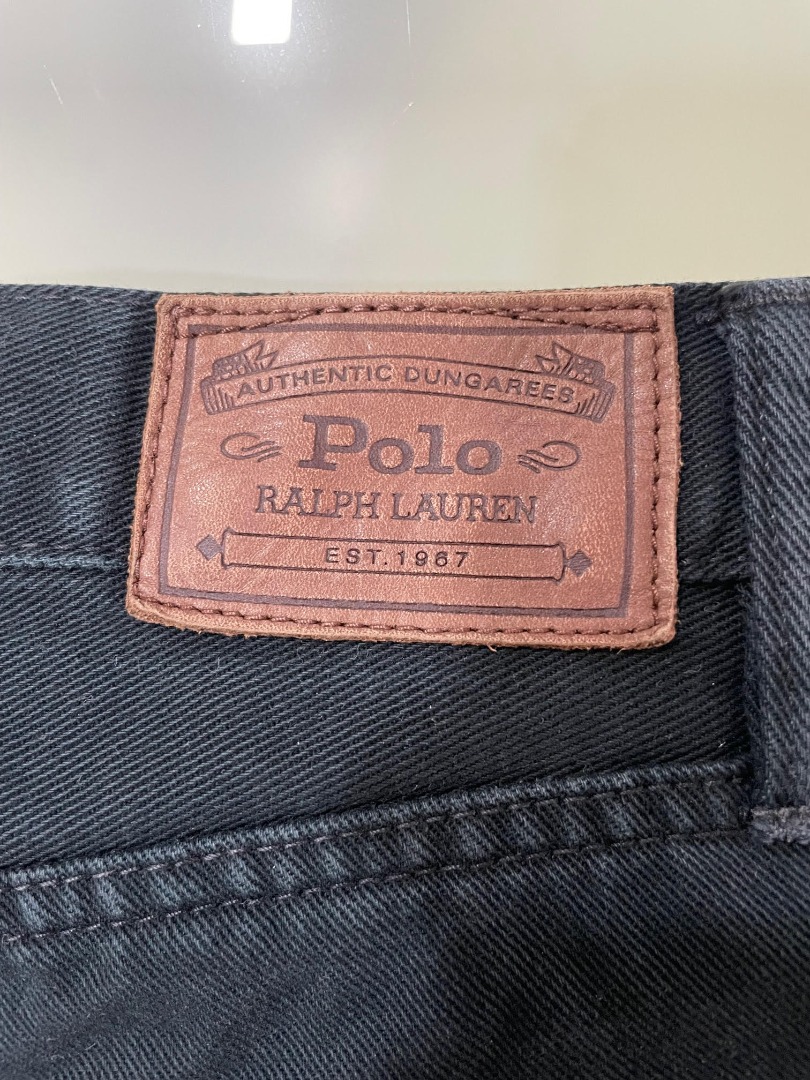 AUTHENTIC DUNGAREES
Polo
RALPH LAUREN
EST. 1967